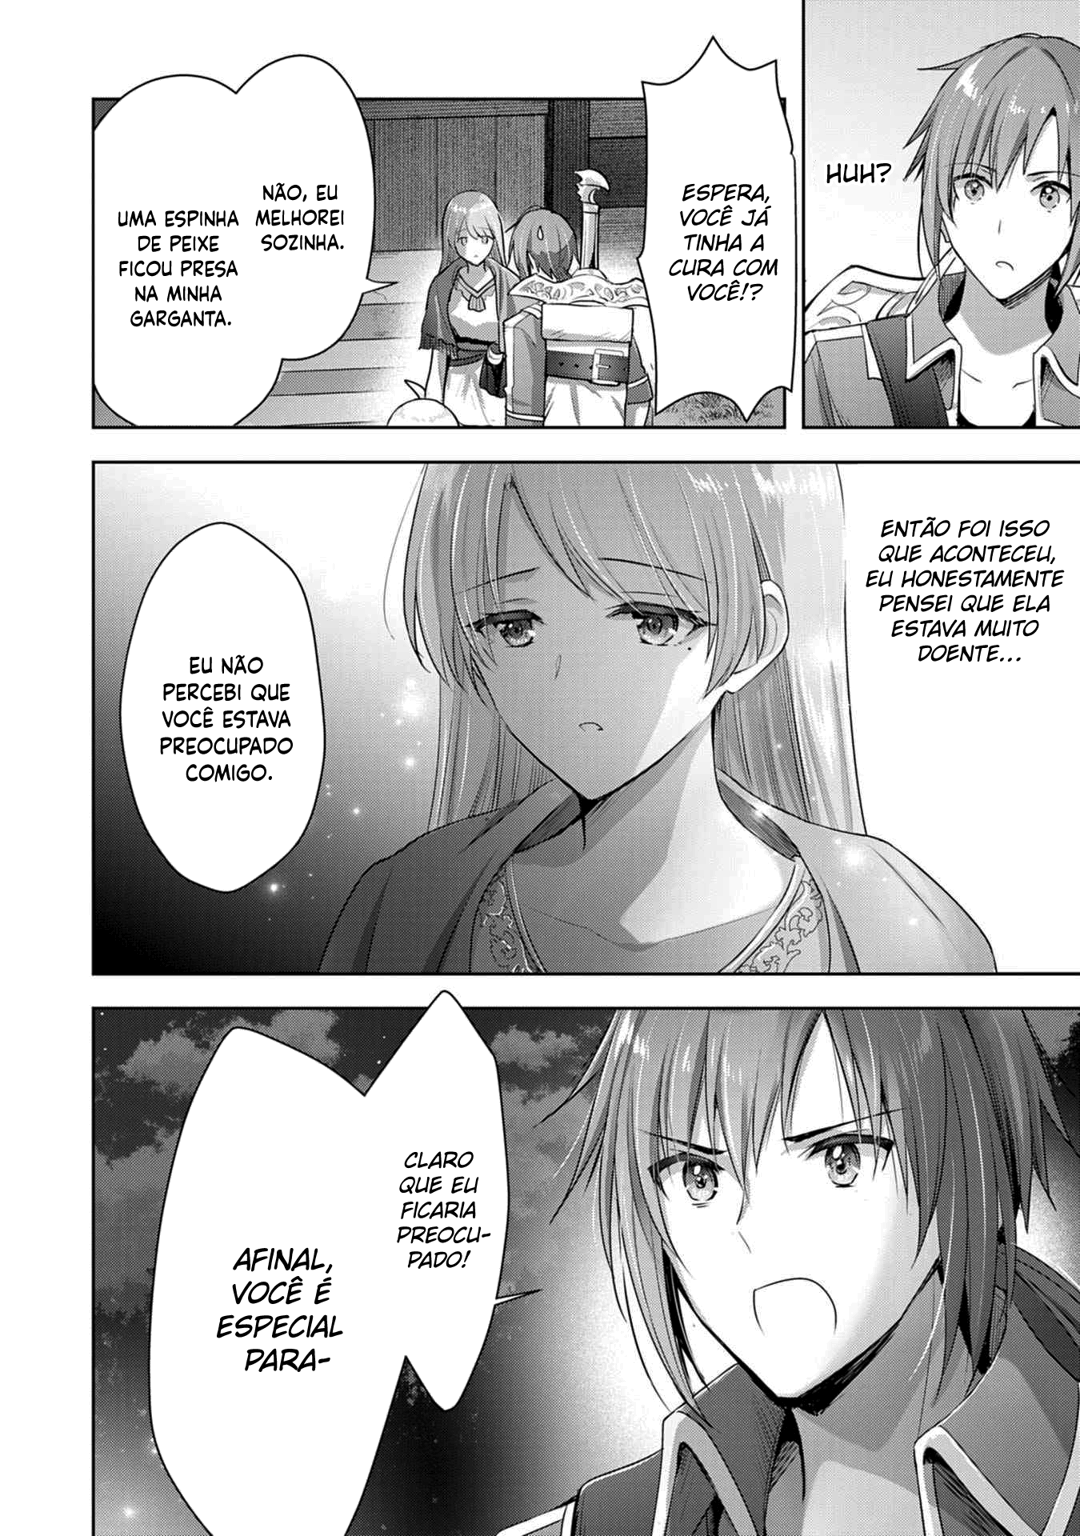 HUH?
ESPERA,
VOCÊ JÁ
TINHA A
CURA COM
VOCÊ!?
NÃO, EU
MELHOREI
SOZINHA.
UMA ESPINHA
DE PEIXE
FICOU PRESA
NA MINHA
GARGANTA.
ENTÃO FOI ISSO
QUE ACONTECEU,
EU HONESTAMENTE
PENSEI QUE ELA
ESTAVA MUITO
DOENTE...
EU NÃO
PERCEBI QUE
VOCÊ ESTAVA
PREOCUPADO
COMIGO.
CLARO
QUE EU
FICARIA
PREOCU-
PADO!
AFINAL,
VOCÊ É
ESPECIAL
PARA-